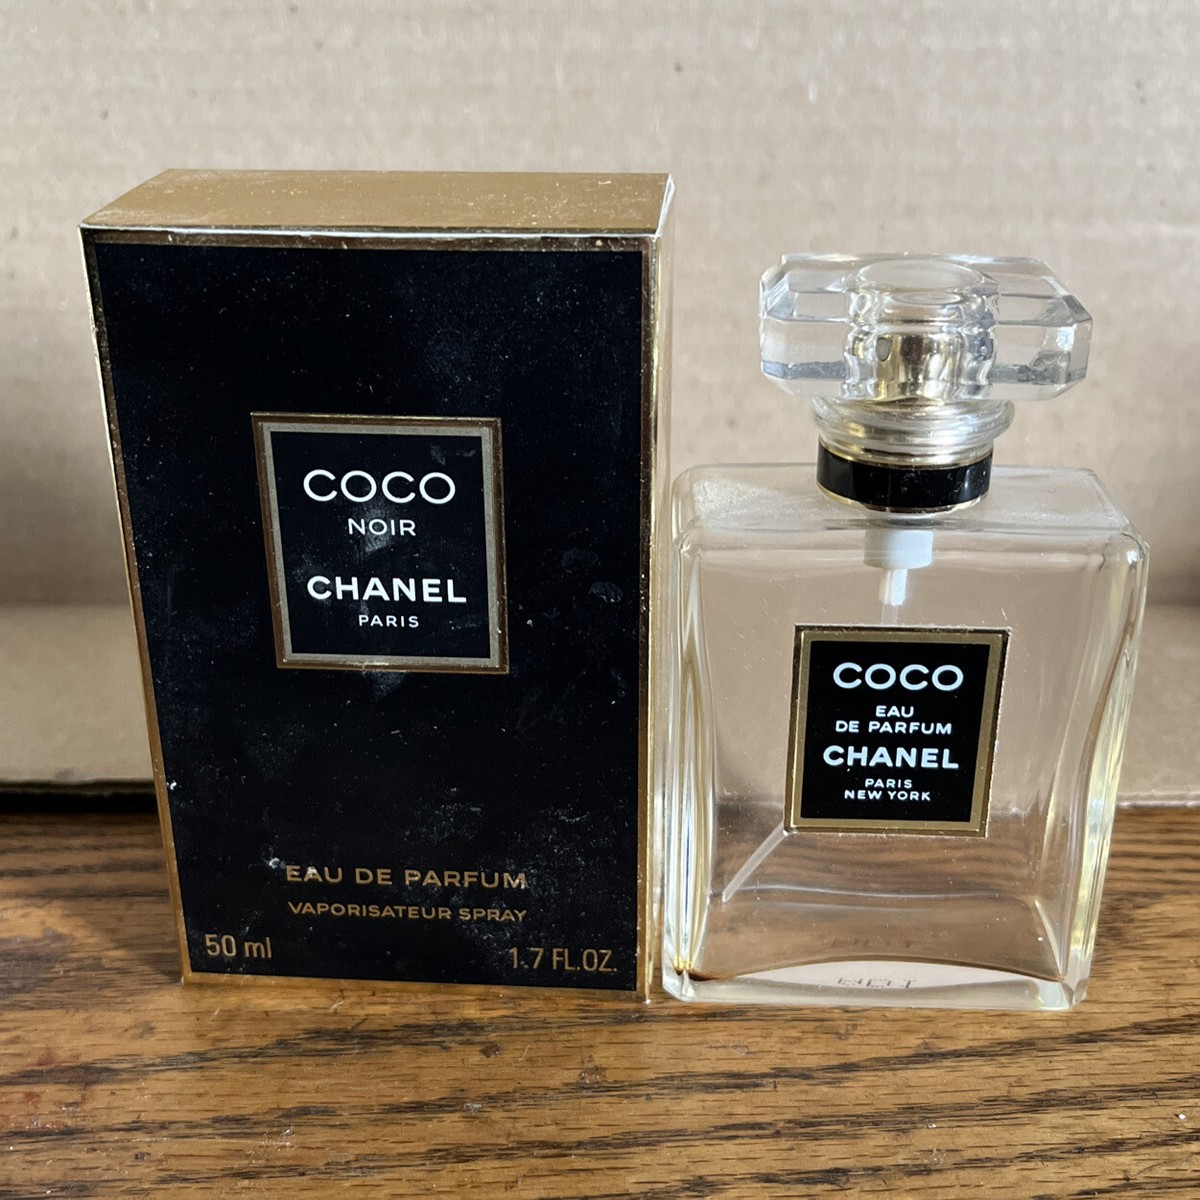 COCO
NOIR
CHANEL
PARIS
EAU DE PARFUM
VAPORISATEUR SPRAY
50 ml
1.7 FL.OZ.
COCO
EAU
DE PARFUM
CHANEL
PARIS
NEW YORK